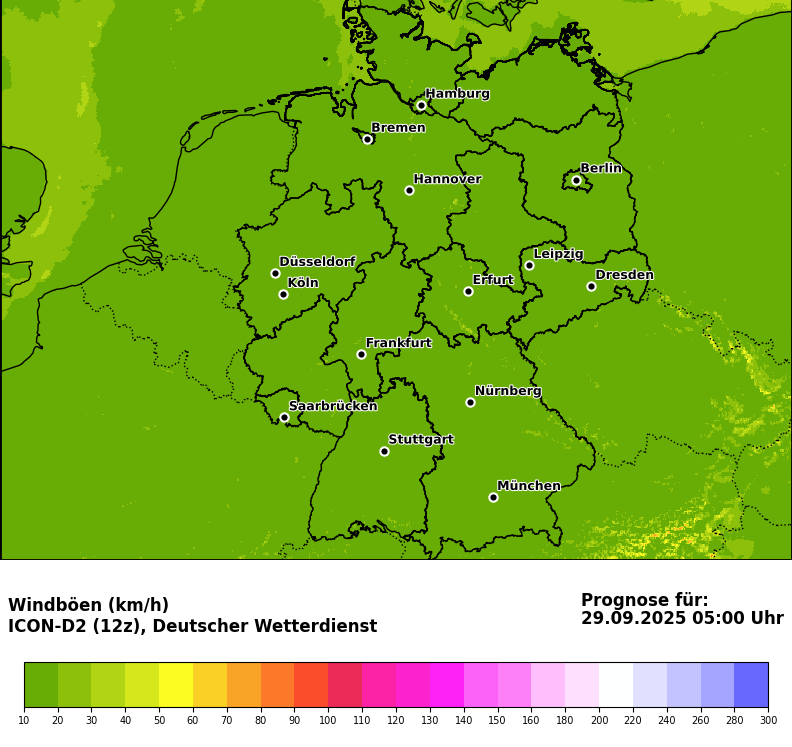 Hamburg
Bremen
Berlin
Hannover
Leipzig
Düsseldorf
Dresden
Köln
Erfurt
Frankfurt
Nürnberg
Saarbrücken
Stuttgart
München
Windböen (km/h)
ICON-D2 (12z), Deutscher Wetterdienst
Prognose für:
29.09.2025 05:00 Uhr
10 20 30 40 50 60 70 80 90 100 110 120 130 140 150 160 180 200 220 240 260 280 300